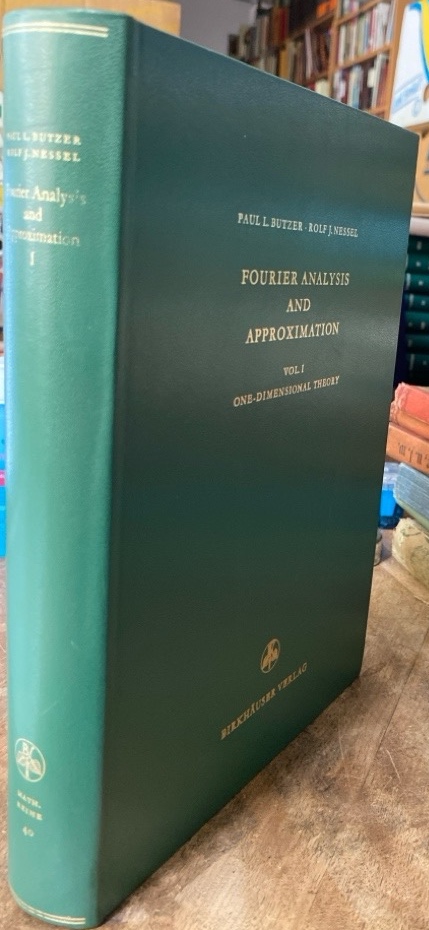 PAUL L. BUTZER
ROLF J. NESSEL
Fourier Analysis
and
Approximation
I
MATH.
REIHE
40
PAUL L. BUTZER · ROLF J. NESSEL
FOURIER ANALYSIS
AND
APPROXIMATION
VOL. I
ONE-DIMENSIONAL THEORY
BIRKHÄUSER VERLAG